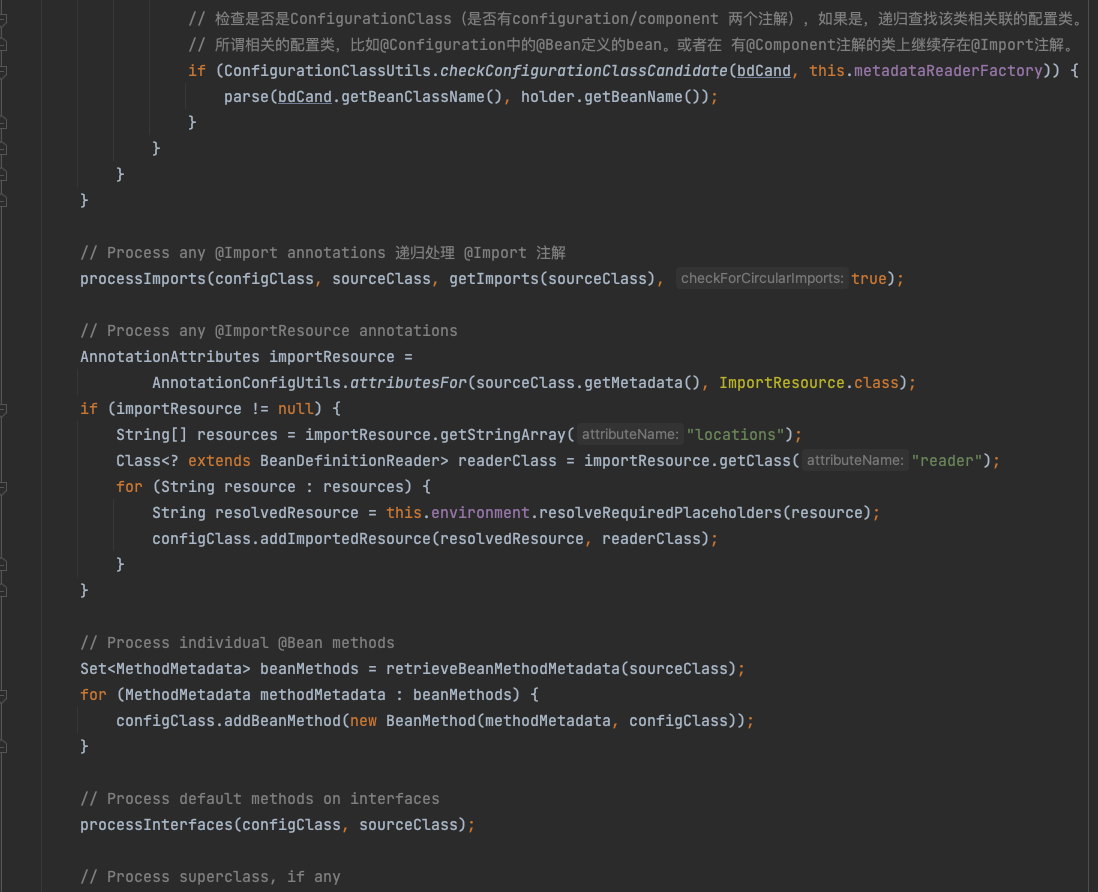 // 检查是否是ConfigurationClass（是否有configuration/component 两个注解），如果是，递归查找该类相关联的配置类。
// 所谓相关的配置类，比如@Configuration中的@Bean定义的bean。或者在 有@Component注解的类上继续存在@Import注解。
if (ConfigurationClassUtils.checkConfigurationClassCandidate(bdCand, this.metadataReaderFactory)) {
parse(bdCand.getBeanClassName(), holder.getBeanName());
}
}
}
}
// Process any @Import annotations 递归处理 @Import 注解
processImports(configClass, sourceClass, getImports(sourceClass), checkForCircularImports: true);
// Process any @ImportResource annotations
AnnotationAttributes importResource =
AnnotationConfigUtils.attributesFor(sourceClass.getMetadata(), ImportResource.class);
if (importResource != null) {
String[] resources = importResource.getStringArray( attributeName: "locations");
Class<? extends BeanDefinitionReader> readerClass = importResource.getClass( attributeName: "reader");
for (String resource : resources) {
String resolvedResource = this.environment.resolveRequiredPlaceholders(resource);
configClass.addImportedResource(resolvedResource, readerClass);
}
}
// Process individual @Bean methods
Set<MethodMetadata> beanMethods = retrieveBeanMethodMetadata(sourceClass);
for (MethodMetadata methodMetadata : beanMethods) {
configClass.addBeanMethod(new BeanMethod(methodMetadata, configClass));
}
// Process default methods on interfaces
processInterfaces(configClass, sourceClass);
// Process superclass, if any